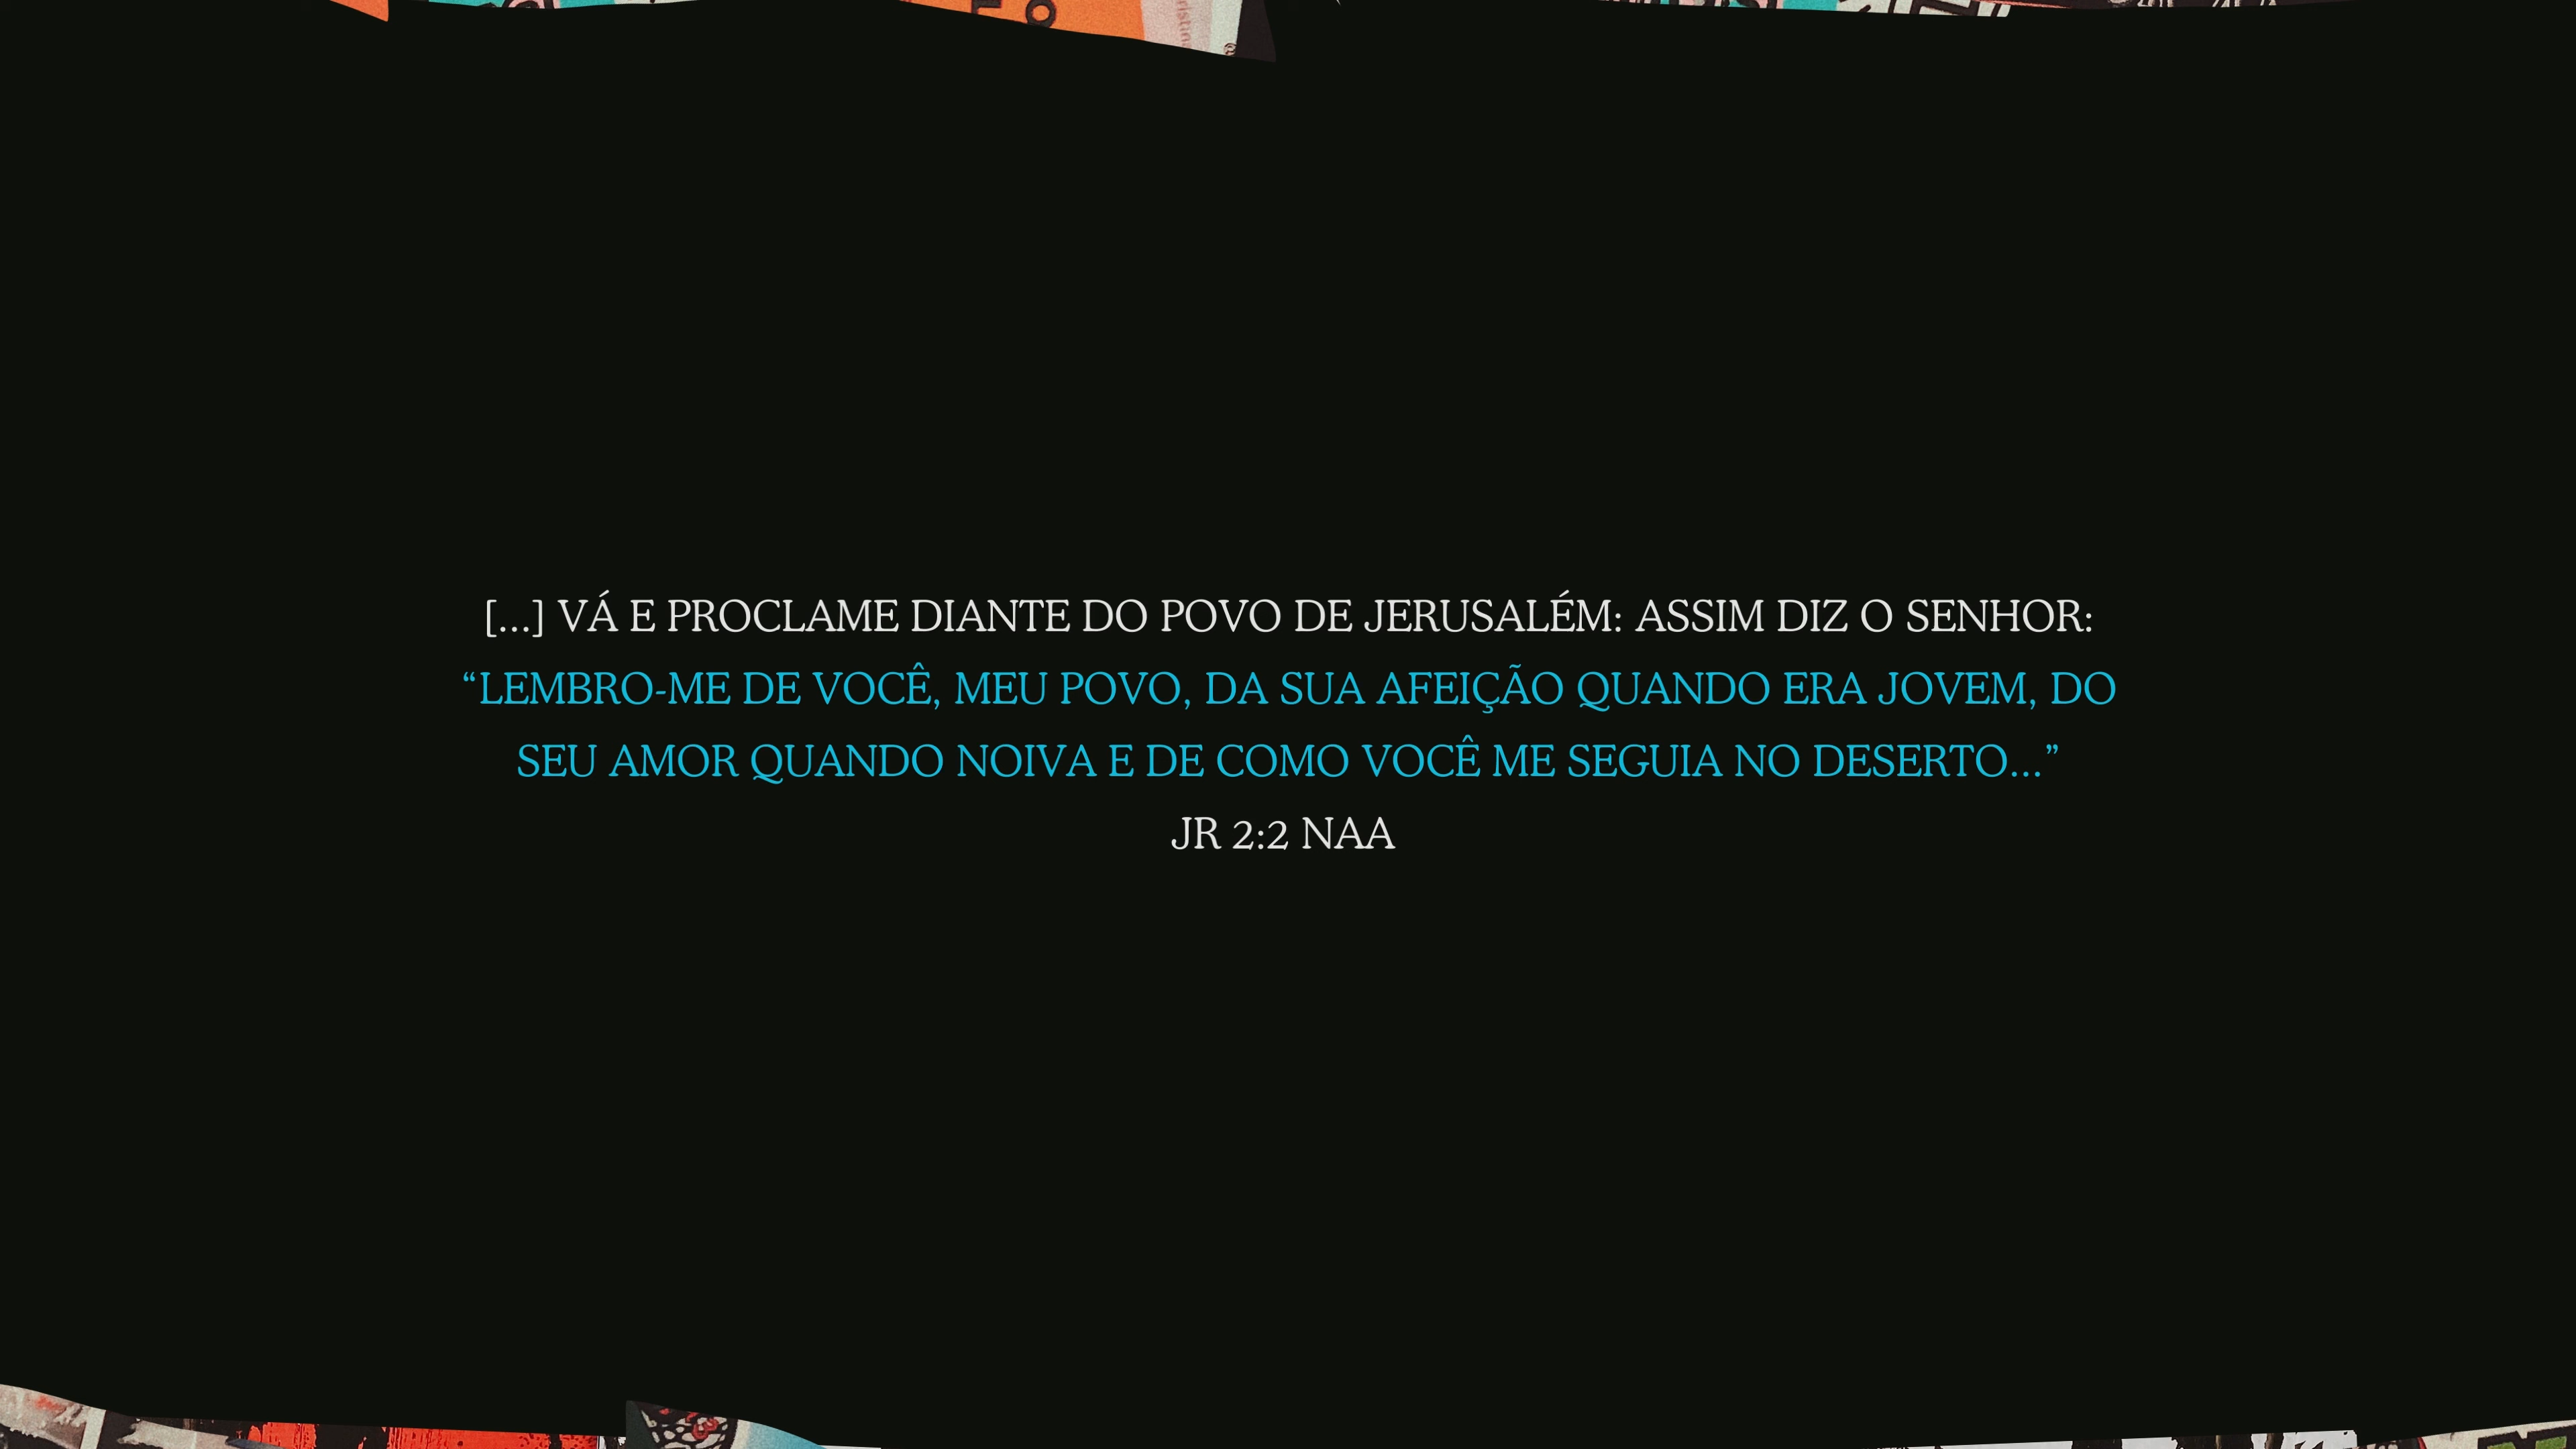 [...] VÁ E PROCLAME DIANTE DO POVO DE JERUSALÉM: ASSIM DIZ O SENHOR:
“LEMBRO-ME DE VOCÊ, MEU POVO, DA SUA AFEIÇÃO QUANDO ERA JOVEM, DO
SEU AMOR QUANDO NOIVA E DE COMO VOCÊ ME SEGUIA NO DESERTO...”
JR 2:2 NAA